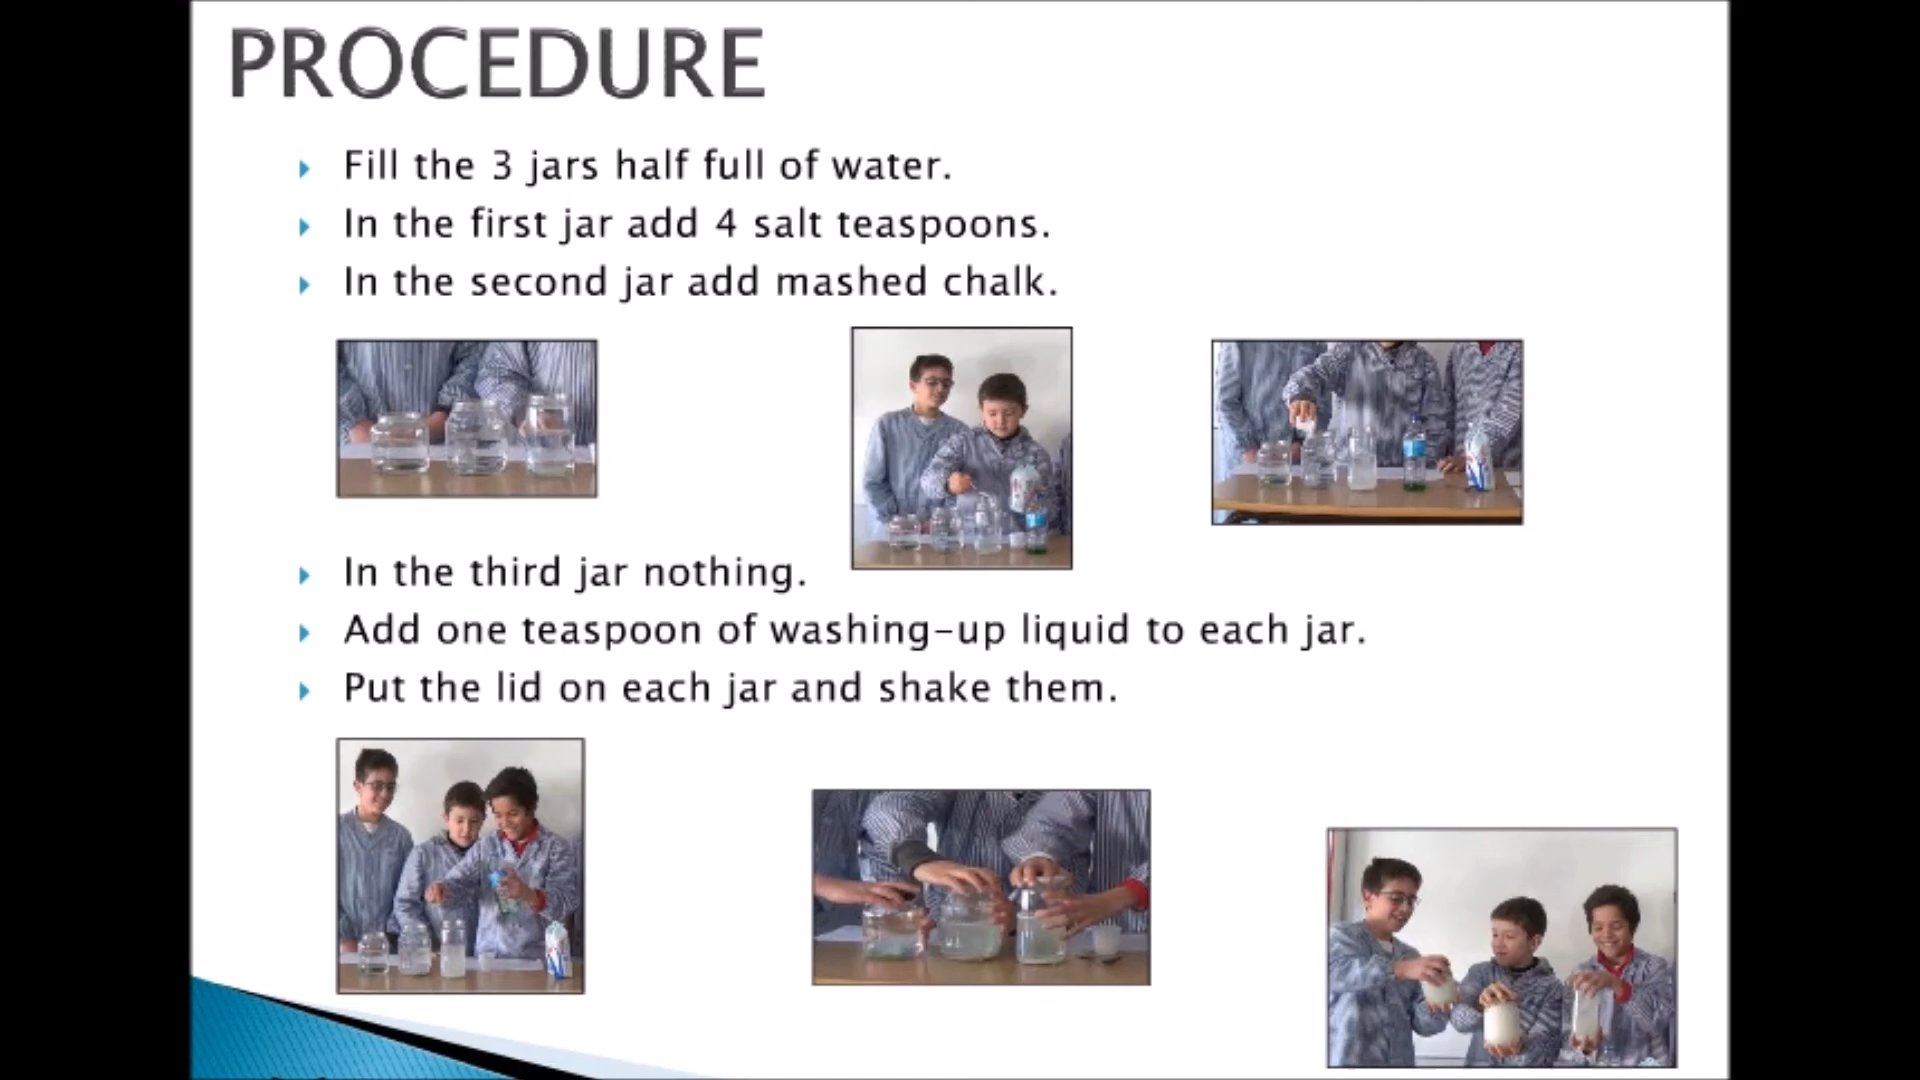 PROCEDURE
Fill the 3 jars half full of water.
In the first jar add 4 salt teaspoons.
In the second jar add mashed chalk.
In the third jar nothing.
Add one teaspoon of washing-up liquid to each jar.
Put the lid on each jar and shake them.